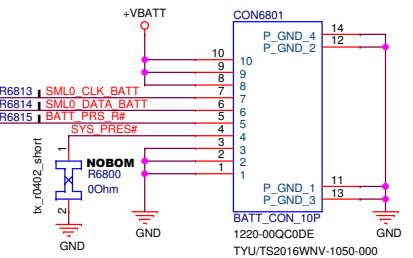 +VBATT
CON6801
P_GND_4 14
P_GND_2 12
10 10
9 9
8 8
R6813 SML0_CLK_BATT 7 7
R6814 SML0_DATA_BATT 6 6
R6815 BATT_PRS_R# 5 5
SYS_PRES# 4 4
3 3
2 2
1 1
tx_r0402_short
1
NOBOM
R6800
0Ohm
2
P_GND_1 11
P_GND_3 13
BATT_CON_10P
GND
GND
GND
1220-00QC0DE
TYU/TS2016WNV-1050-000